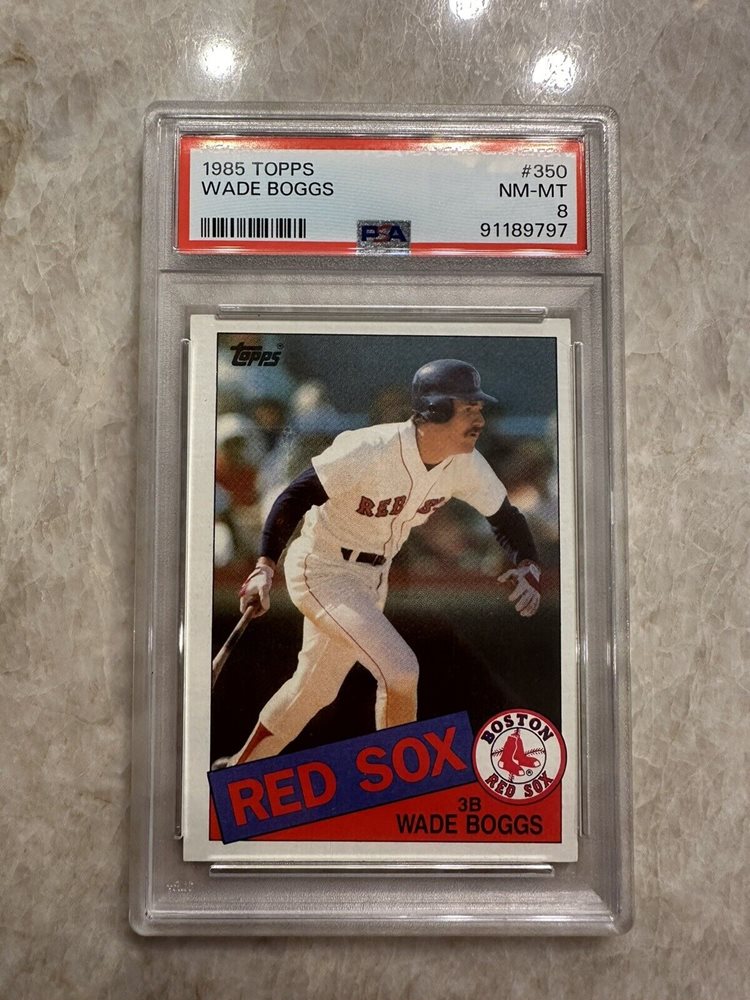 1985 TOPPS #350
WADE BOGGS NM-MT
8
PSA 91189797
Topps
RED SOX
BOSTON
RED SOX
RED SOX
3B
WADE BOGGS